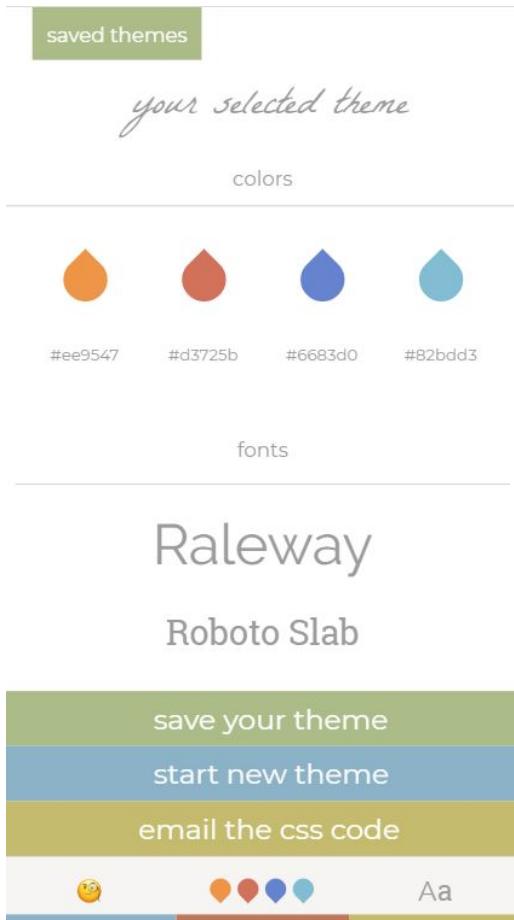 saved themes
your selected theme
colors
#ee9547 #d3725b #6683d0 #82bdd3
fonts
Raleway
Roboto Slab
save your theme
start new theme
email the css code
Aa